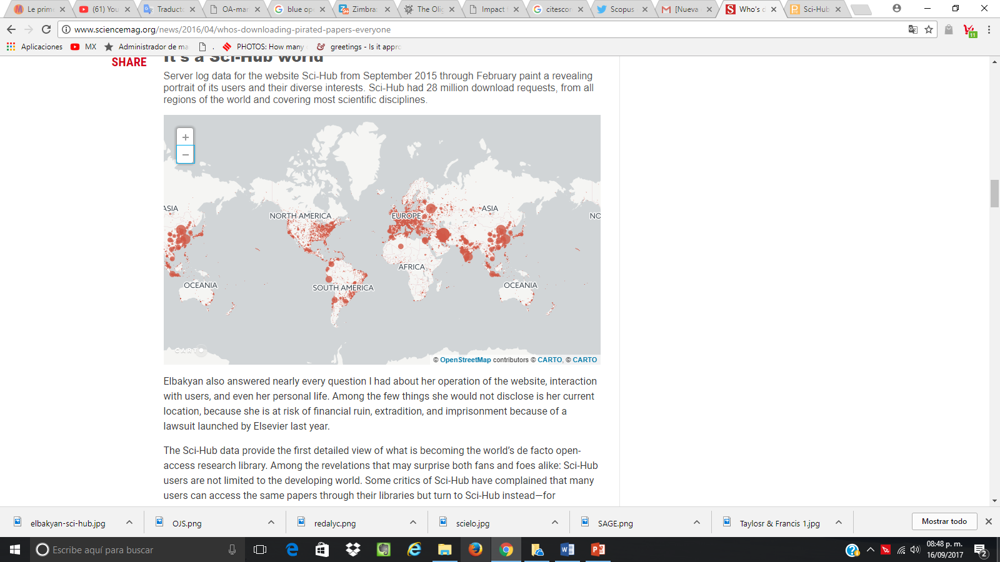 Le prime
(61) You
Traducto
OA-mar
blue ope
Zimbra:
The Olig
Impact
citescor
Scopus
[Nueva
Who's d
Sci-Hub
www.sciencemag.org/news/2016/04/whos-downloading-pirated-papers-everyone
11
Aplicaciones
MX
Administrador de ma
.
PHOTOS: How many
greetings - Is it appro
SHARE
It's a Sci-Hub world
Server log data for the website Sci-Hub from September 2015 through February paint a revealing
portrait of its users and their diverse interests. Sci-Hub had 28 million download requests, from all
regions of the world and covering most scientific disciplines.
+
−
ASIA
NORTH AMERICA
EUROPE
ASIA
NO
AFRICA
OCEANIA
SOUTH AMERICA
OCEANIA
CARTO
© OpenStreetMap contributors © CARTO, © CARTO
Elbakyan also answered nearly every question I had about her operation of the website, interaction
with users, and even her personal life. Among the few things she would not disclose is her current
location, because she is at risk of financial ruin, extradition, and imprisonment because of a
lawsuit launched by Elsevier last year.
The Sci-Hub data provide the first detailed view of what is becoming the world's de facto open-
access research library. Among the revelations that may surprise both fans and foes alike: Sci-Hub
users are not limited to the developing world. Some critics of Sci-Hub have complained that many
users can access the same papers through their libraries but turn to Sci-Hub instead—for
elbakyan-sci-hub.jpg
OJS.png
redalyc.png
scielo.jpg
SAGE.png
Taylosr & Francis 1.jpg
Mostrar todo
Escribe aquí para buscar
08:48 p. m.
16/09/2017
2